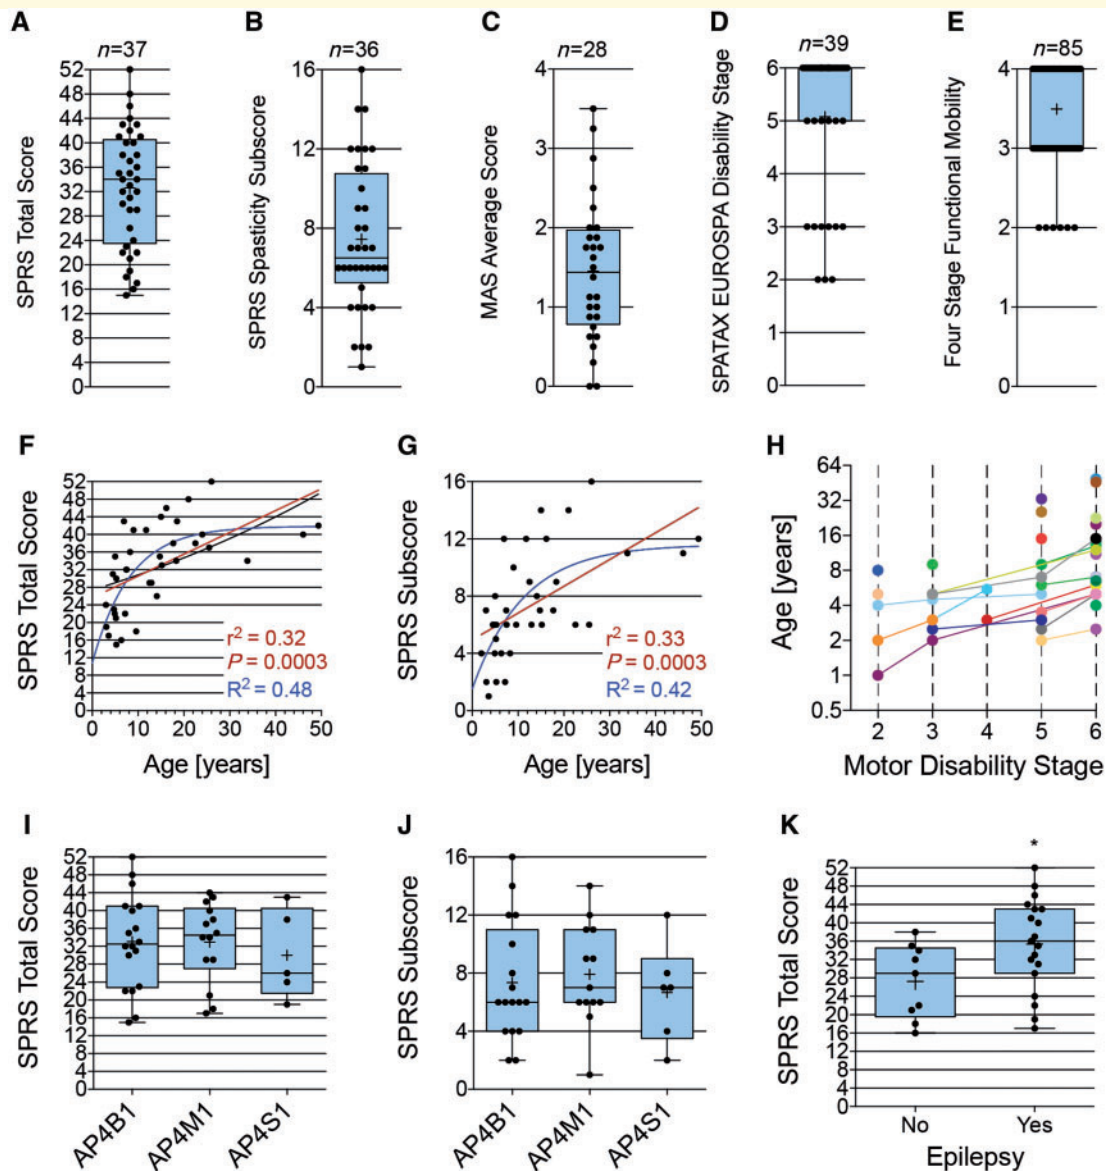 A
n=37
SPRS Total Score
52
48
44
40
36
32
28
24
20
16
12
8
4
0
B
n=36
SPRS Spasticity Subscore
16
12
8
4
0
C
n=28
MAS Average Score
4
3
2
1
0
D
n=39
SPATAX EUROSPA Disability Stage
6
5
4
3
2
1
0
E
n=85
Four Stage Functional Mobility
4
3
2
1
0
F
SPRS Total Score
52
48
44
40
36
32
28
24
20
16
12
8
4
0
r² = 0.32
P = 0.0003
R² = 0.48
0 10 20 30 40 50
Age [years]
G
SPRS Subscore
16
12
8
4
0
r² = 0.33
P = 0.0003
R² = 0.42
0 10 20 30 40 50
Age [years]
H
Age [years]
64
32
16
8
4
2
1
0.5
2 3 4 5 6
Motor Disability Stage
I
SPRS Total Score
52
48
44
40
36
32
28
24
20
16
12
8
4
0
AP4B1
AP4M1
AP4S1
J
SPRS Subscore
16
12
8
4
0
AP4B1
AP4M1
AP4S1
K
*
SPRS Total Score
52
48
44
40
36
32
28
24
20
16
12
8
4
0
No Yes
Epilepsy